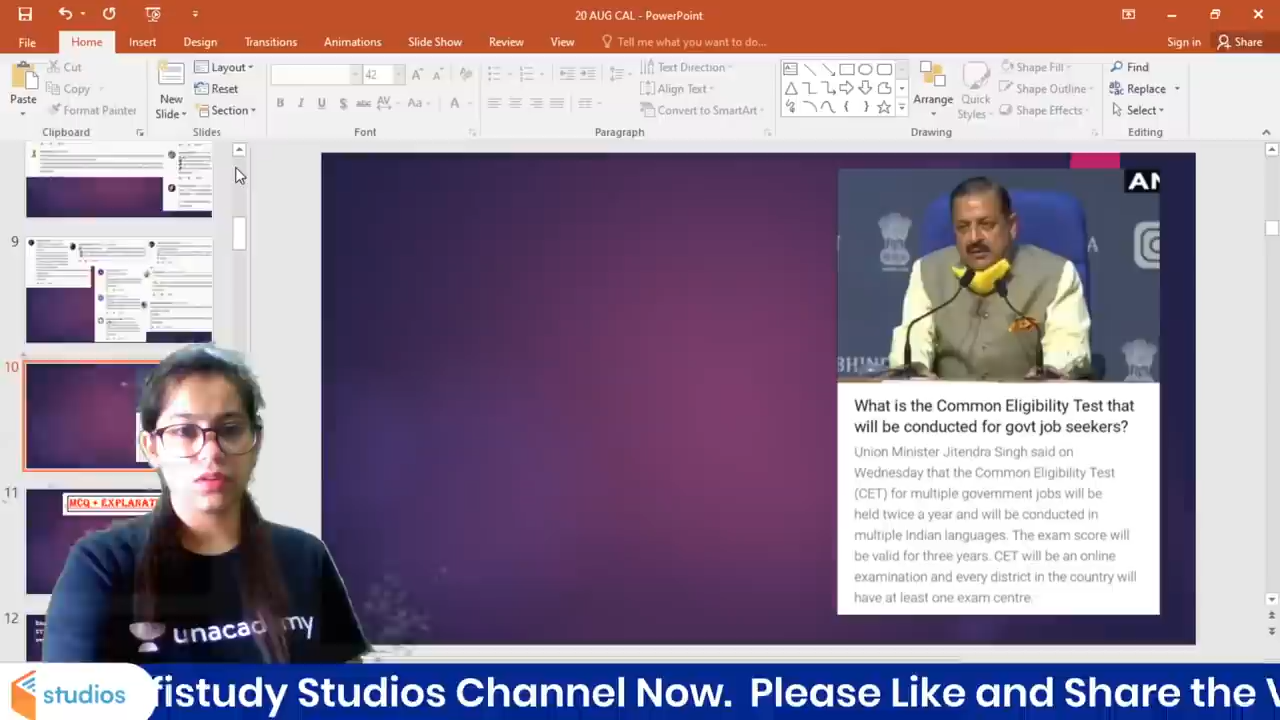 20 AUG CAL - PowerPoint
File
Home
Insert
Design
Transitions
Animations
Slide Show
Review
View
Tell me what you want to do...
Sign in
Share
Paste
Cut
Copy
Format Painter
Clipboard
New
Slide
Layout
Reset
Section
Slides
42
B I U S abc AV Aa A
Font
Text Direction
Align Text
Convert to SmartArt
Paragraph
Arrange
Quick
Styles
Shape Fill
Shape Outline
Shape Effects
Drawing
Find
Replace
Select
Editing
9
10
11
MCQ + EXPLANAT
12
AN
What is the Common Eligibility Test that
will be conducted for govt job seekers?
Union Minister Jitendra Singh said on
Wednesday that the Common Eligibility Test
(CET) for multiple government jobs will be
held twice a year and will be conducted in
multiple Indian languages. The exam score will
be valid for three years. CET will be an online
examination and every district in the country will
have at least one exam centre.
unacademy
studios
fistudy Studios Channel Now. Please Like and Share the V